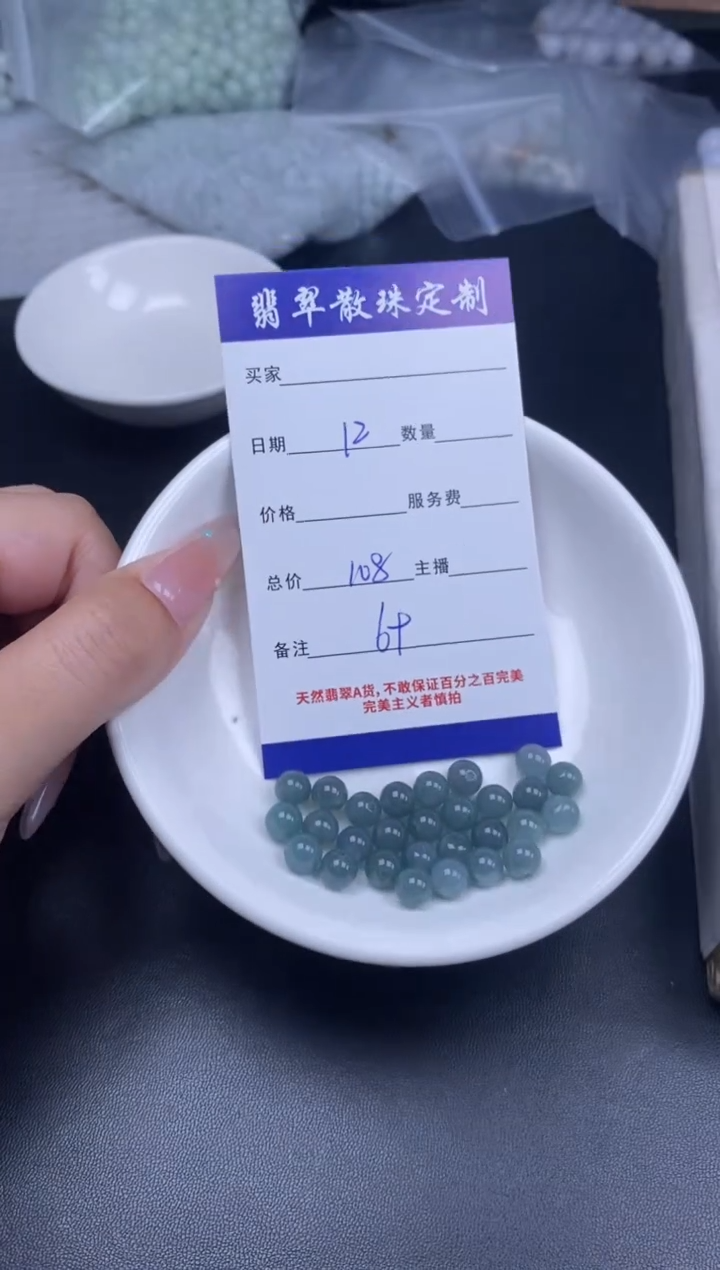 翡翠散珠定制
买家
日期 12 数量
价格 服务费
总价 108 主播
备注 6+
天然翡翠A货，不敢保证百分之百完美
完美主义者慎拍